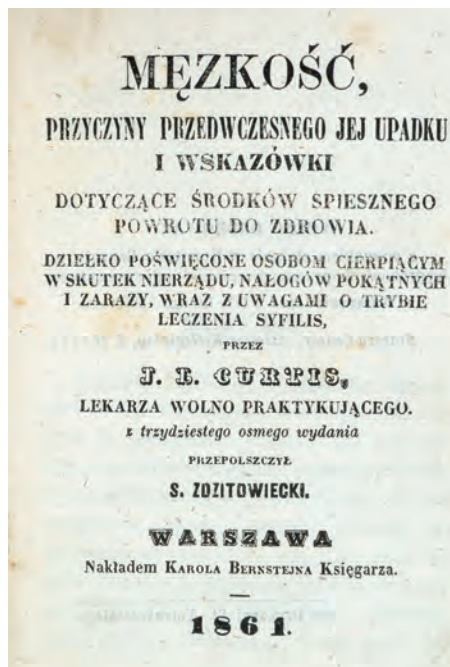 MĘZKOŚĆ,
PRZYCZYNY PRZEDWCZESNEGO JEJ UPADKU
I WSKAZÓWKI
DOTYCZĄCE ŚRODKÓW SPIESZNEGO
POWROTU DO ZDROWIA.
DZIEŁKO POŚWIĘCONE OSOBOM CIERPIĄCYM
W SKUTEK NIERZĄDU, NAŁOGÓW POKĄTNYCH
I ZARAZY, WRAZ Z UWAGAMI O TRYBIE
LECZENIA SYFILIS,
PRZEZ
J. L. CURTIS,
LEKARZA WOLNO PRAKTYKUJĄCEGO.
z trzydziestego osmego wydania
PRZEPOLSZCZYŁ
S. ZDZITOWIECKI.
WARSZAWA
Nakładem KAROLA BERNSTEJNA Księgarza.
1861.